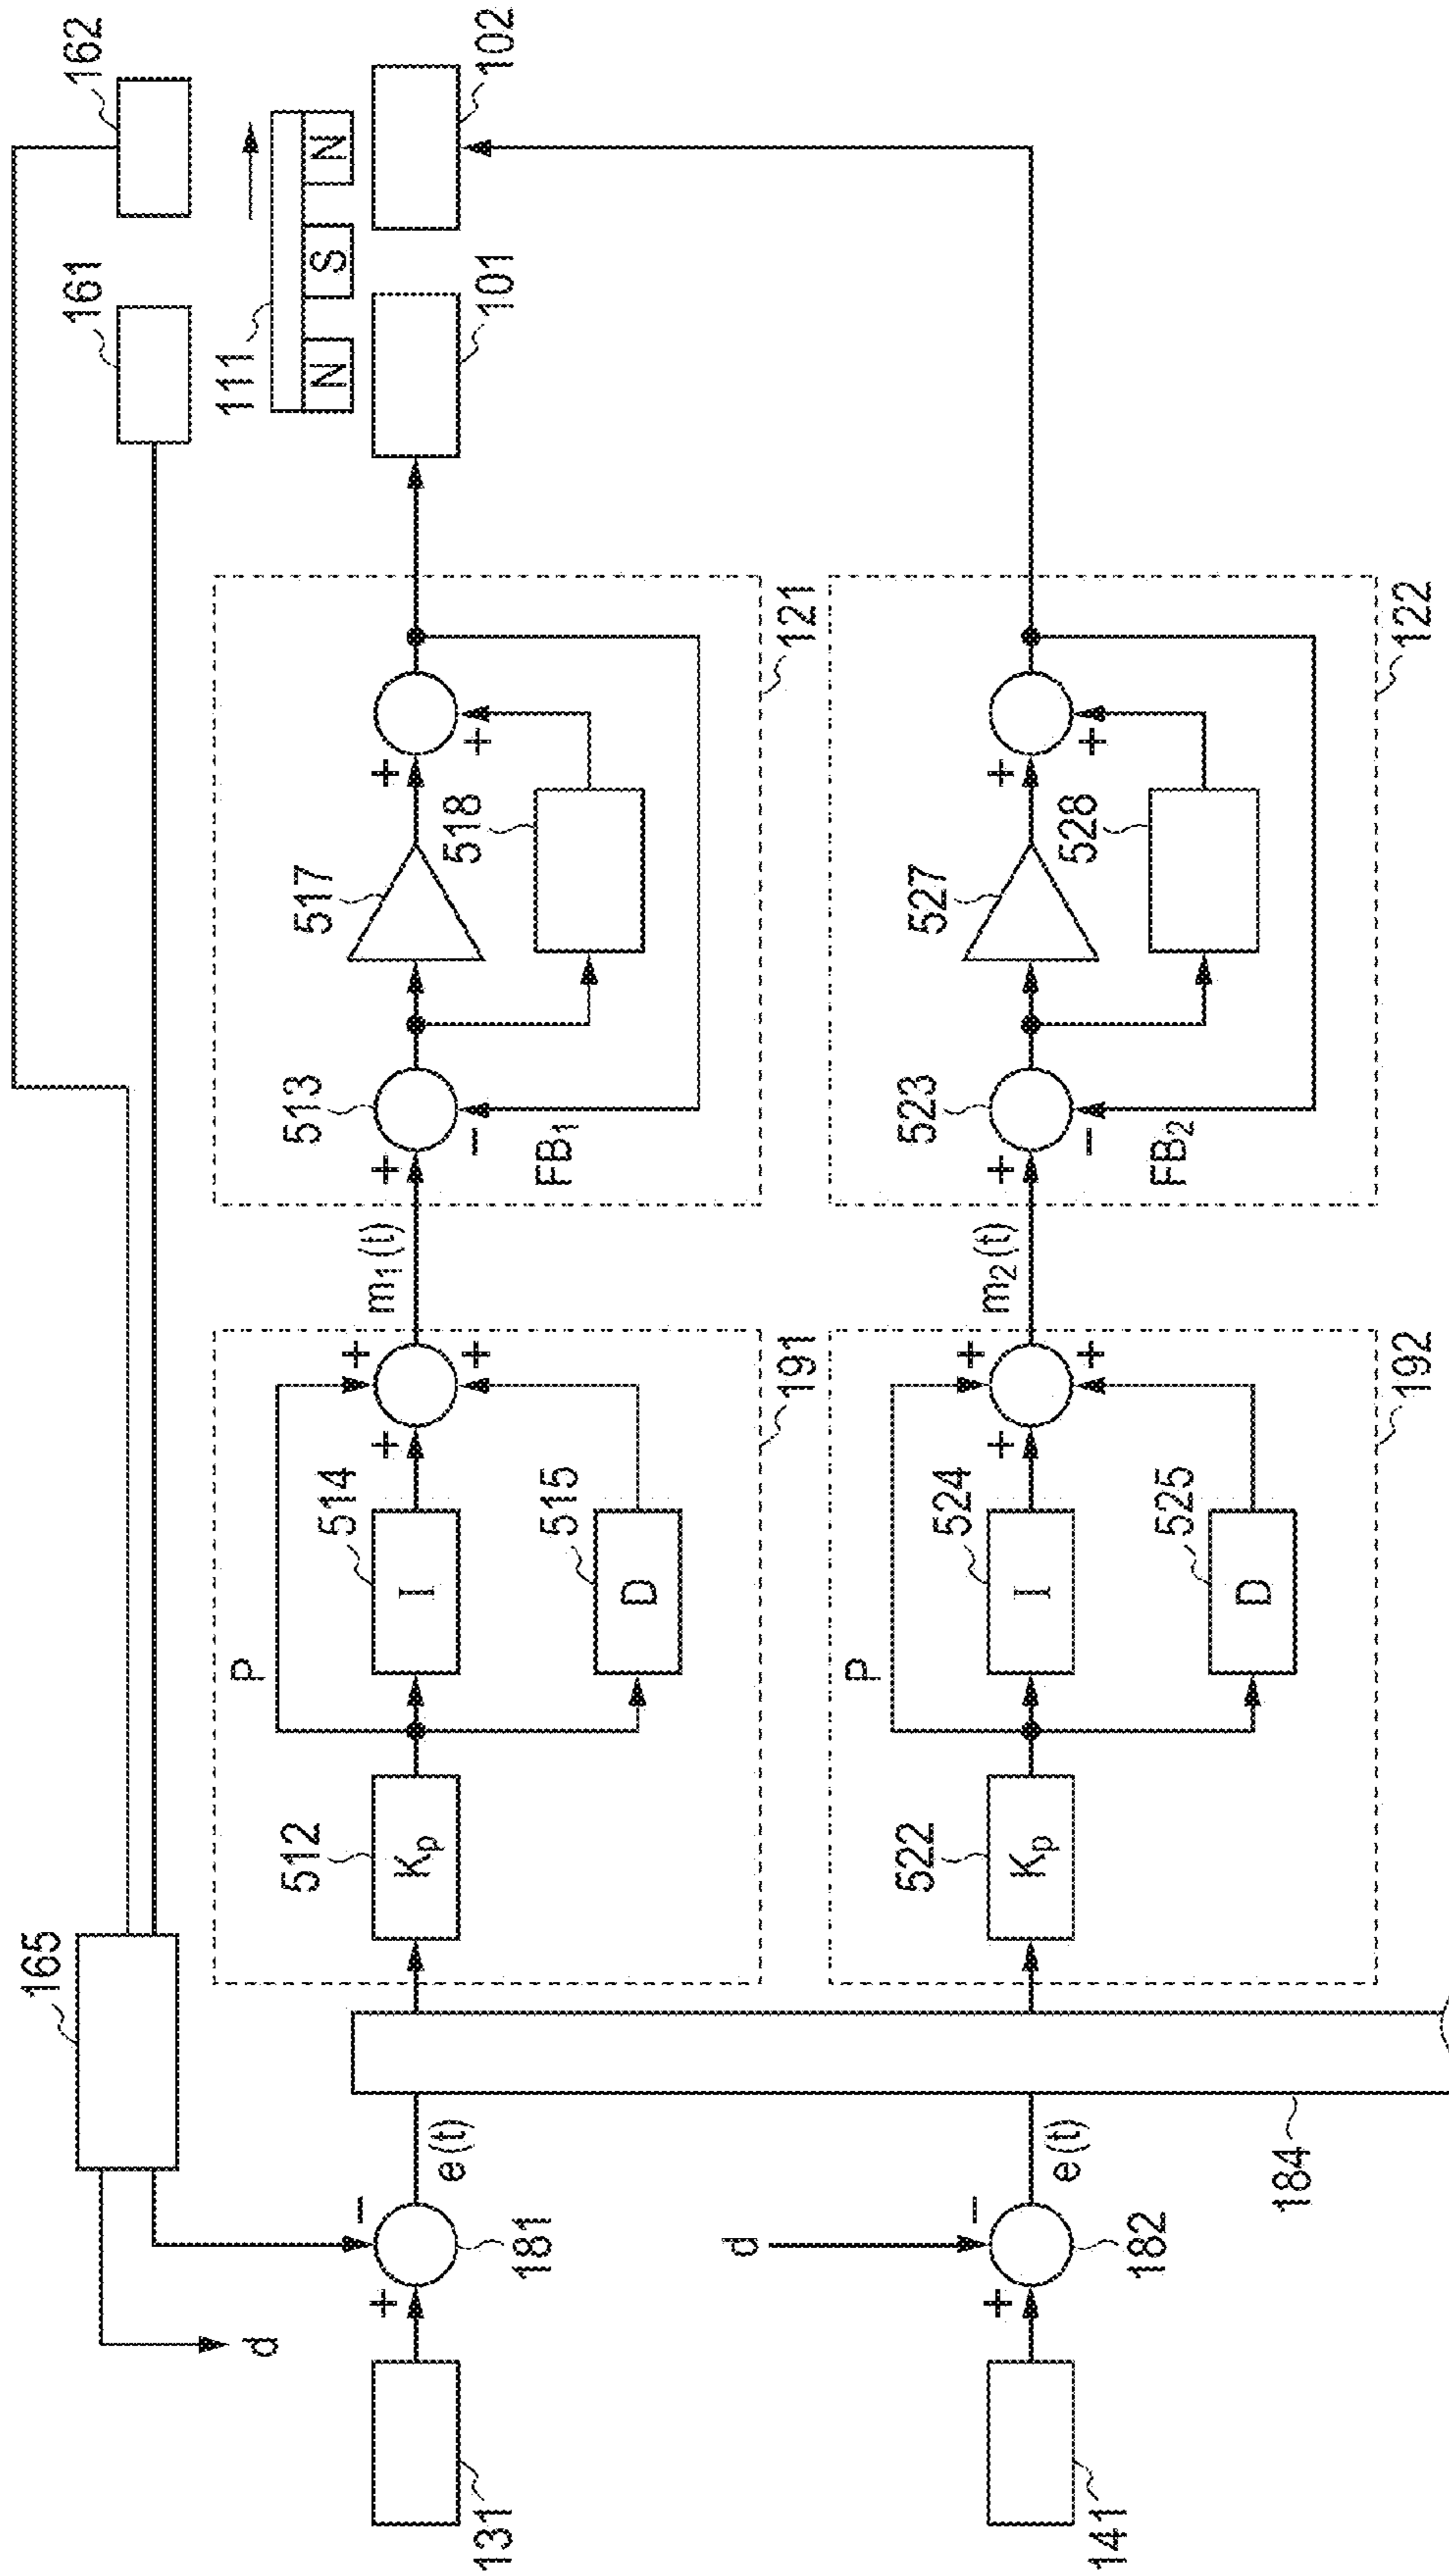 162
161
111
N S N
102
101
165
d
131
+
−
181
e(t)
512
Kp
P
514
I
515
D
+
+
+
191
m₁(t)
+
−
513
FB₁
517
518
+
+
121
141
d
+
−
182
e(t)
184
522
Kp
P
524
I
525
D
+
+
+
192
m₂(t)
+
−
523
FB₂
527
528
+
+
122